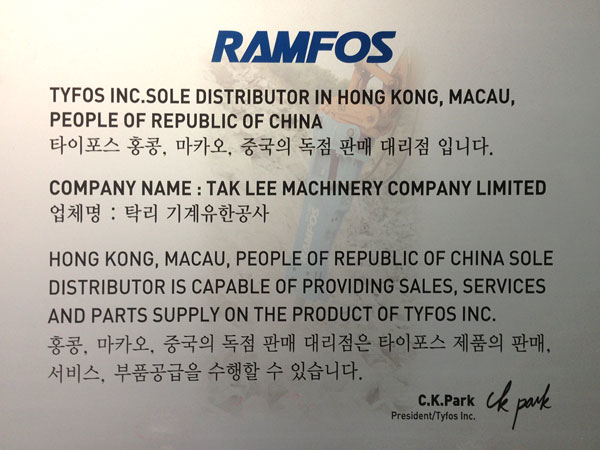 RAMFOS
TYFOS INC.SOLE DISTRIBUTOR IN HONG KONG, MACAU,
PEOPLE OF REPUBLIC OF CHINA
타이포스 홍콩, 마카오, 중국의 독점 판매 대리점 입니다.
COMPANY NAME : TAK LEE MACHINERY COMPANY LIMITED
업체명 : 탁리 기계유한공사
HONG KONG, MACAU, PEOPLE OF REPUBLIC OF CHINA SOLE
DISTRIBUTOR IS CAPABLE OF PROVIDING SALES, SERVICES
AND PARTS SUPPLY ON THE PRODUCT OF TYFOS INC.
홍콩, 마카오, 중국의 독점 판매 대리점은 타이포스 제품의 판매,
서비스, 부품공급을 수행할 수 있습니다.
C.K.Park ck park
President/Tyfos Inc.